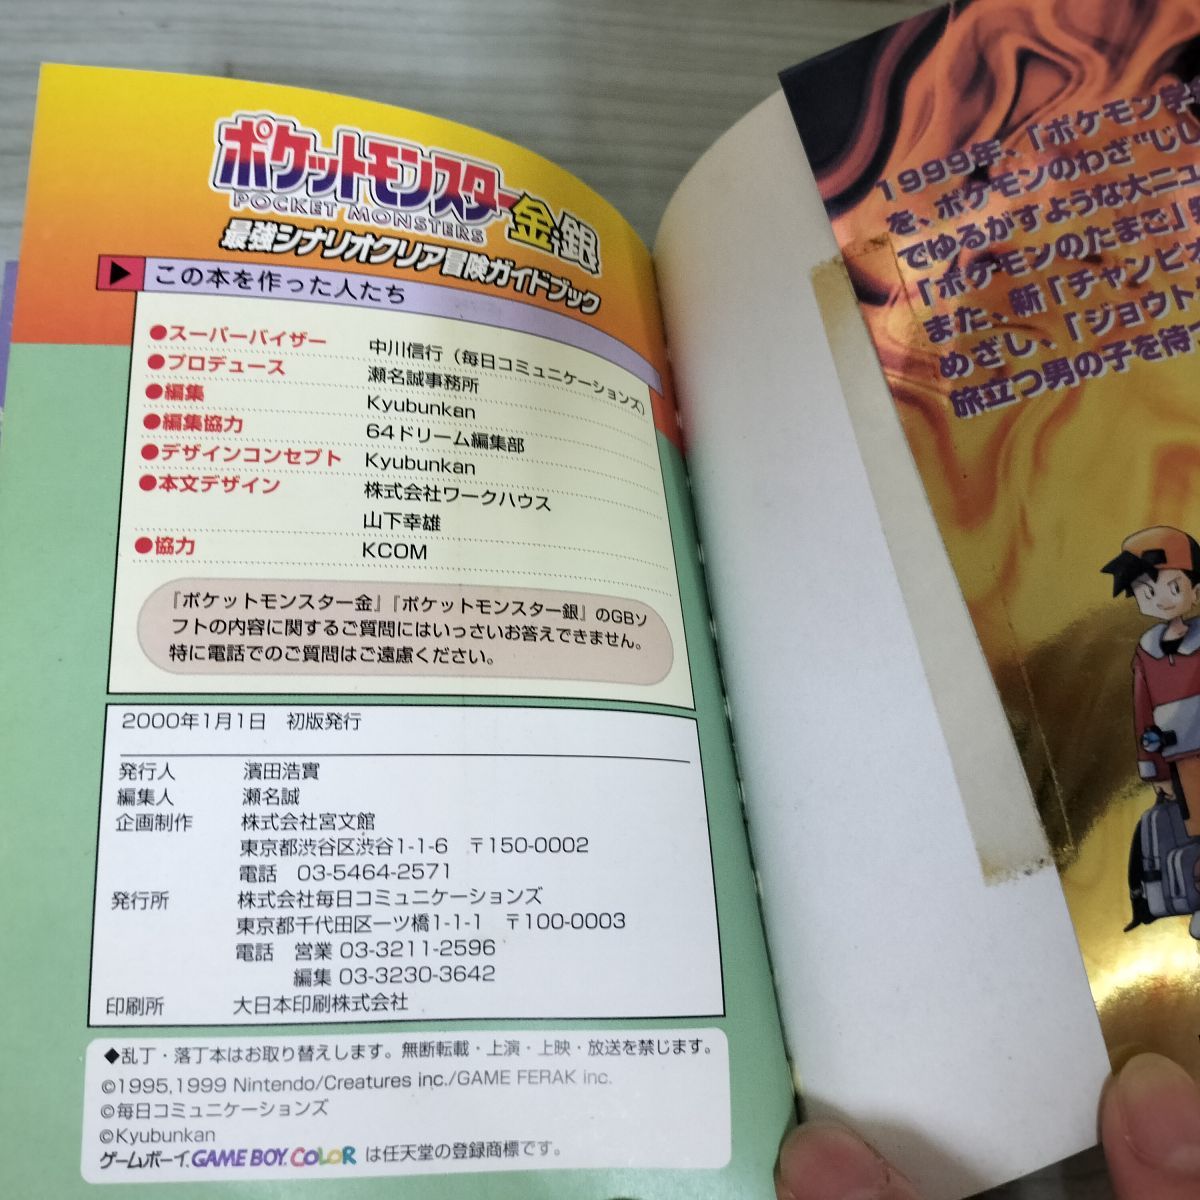 ポケットモンスター
POCKET MONSTERS
金・銀
最強シナリオクリア冒険ガイドブック
この本を作った人たち
●スーパーバイザー 中川信行（毎日コミュニケーションズ）
●プロデュース 瀬名誠事務所
●編集 Kyubunkan
●編集協力 64ドリーム編集部
●デザインコンセプト Kyubunkan
●本文デザイン 株式会社ワークハウス
山下幸雄
●協力 KCOM
『ポケットモンスター金』『ポケットモンスター銀』のGBソ
フトの内容に関するご質問にはいっさいお答えできません。
特に電話でのご質問はご遠慮ください。
2000年1月1日 初版発行
発行人 濱田浩實
編集人 瀬名誠
企画制作 株式会社宮文館
東京都渋谷区渋谷1-1-6 〒150-0002
電話 03-5464-2571
発行所 株式会社毎日コミュニケーションズ
東京都千代田区一ツ橋1-1-1 〒100-0003
電話 営業 03-3211-2596
編集 03-3230-3642
印刷所 大日本印刷株式会社
◆乱丁・落丁本はお取り替えします。無断転載・上演・上映・放送を禁じます。
©1995,1999 Nintendo/Creatures inc./GAME FERAK inc.
©毎日コミュニケーションズ
©Kyubunkan
ゲームボーイ、GAME BOY COLOR は任天堂の登録商標です。
1999年、「ポケモン学
を、ポケモンのわざ"じし
でゆるがすような大ニュ
「ポケモンのたまご」
また、新「チャンピオ
めざし、「ジョウト
旅立つ男の子を待